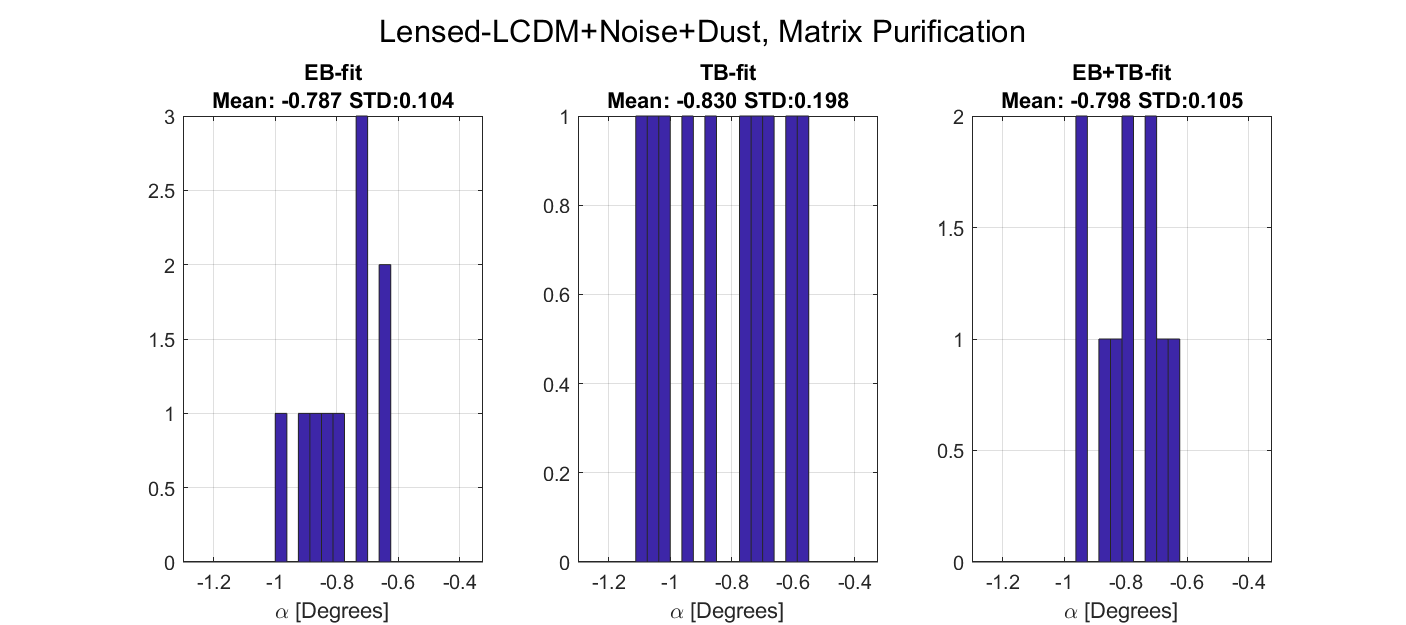 Lensed-LCDM+Noise+Dust, Matrix Purification
EB-fit
Mean: -0.787 STD:0.104
3
2.5
2
1.5
1
0.5
0
-1.2 -1 -0.8 -0.6 -0.4
α [Degrees]
TB-fit
Mean: -0.830 STD:0.198
1
0.8
0.6
0.4
0.2
0
-1.2 -1 -0.8 -0.6 -0.4
α [Degrees]
EB+TB-fit
Mean: -0.798 STD:0.105
2
1.5
1
0.5
0
-1.2 -1 -0.8 -0.6 -0.4
α [Degrees]